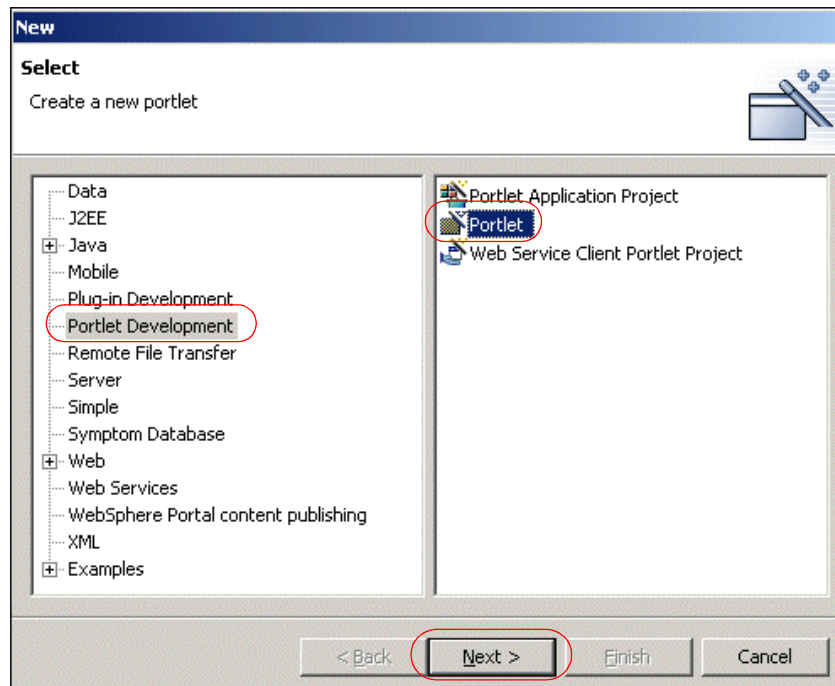 New
Select
Create a new portlet
Data
J2EE
Java
Mobile
Plug-in Development
Portlet Development
Remote File Transfer
Server
Simple
Symptom Database
Web
Web Services
WebSphere Portal content publishing
XML
Examples
Portlet Application Project
Portlet
Web Service Client Portlet Project
< Back
Next >
Finish
Cancel